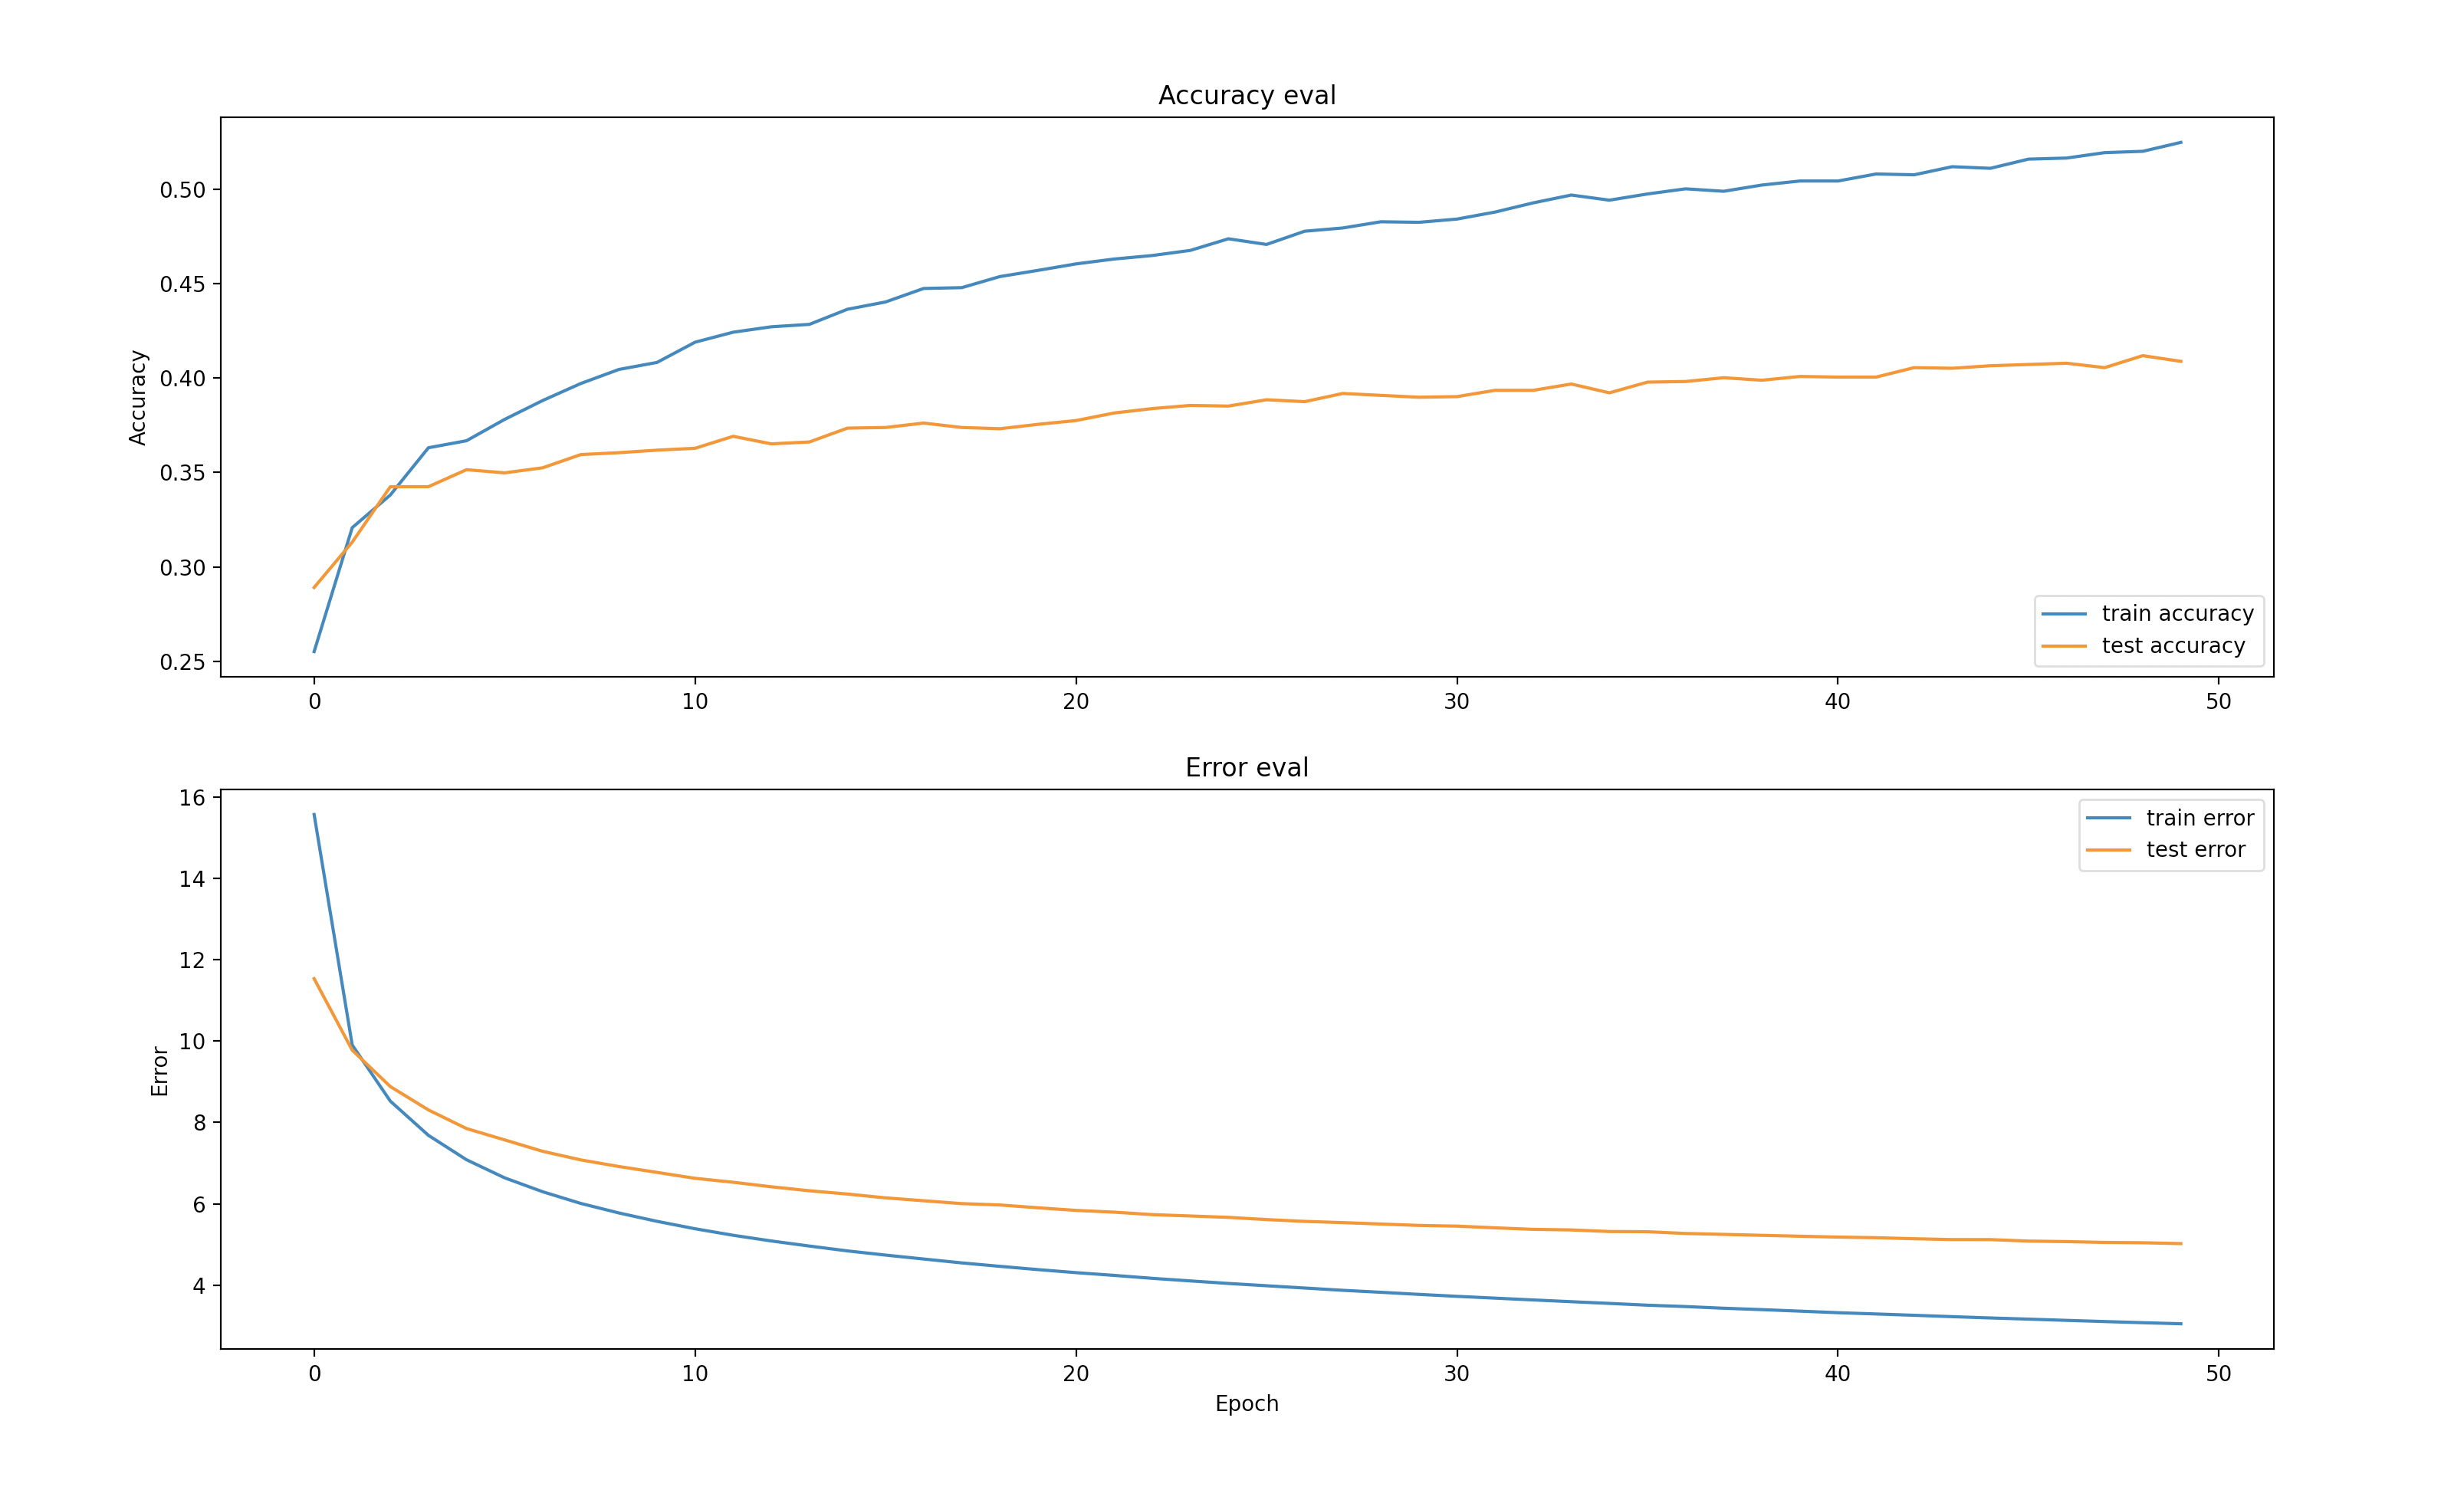 Accuracy eval
Accuracy
0.50
0.45
0.40
0.35
0.30
0.25
train accuracy
test accuracy
0 10 20 30 40 50
Error eval
Error
16
14
12
10
8
6
4
train error
test error
0 10 20 30 40 50
Epoch